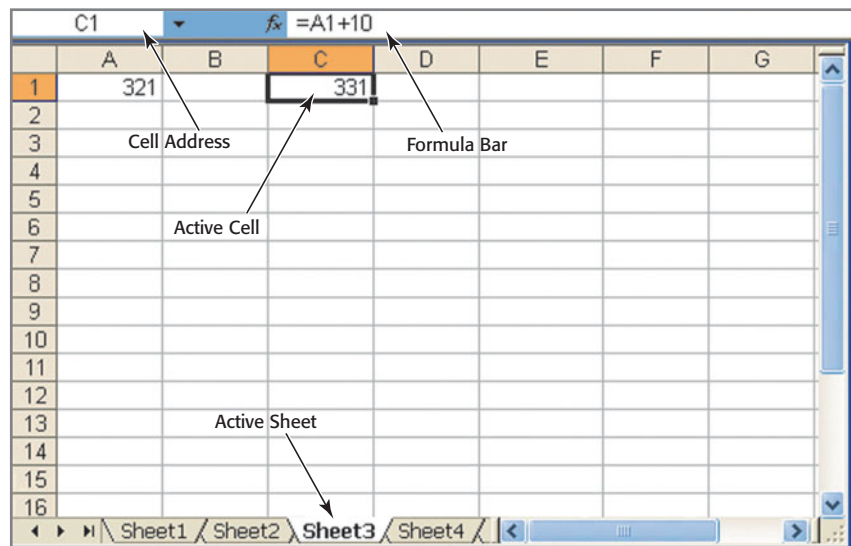 C1 fx =A1+10
A B C D E F G
1 321 331
2
3 Cell Address Formula Bar
4
5
6 Active Cell
7
8
9
10
11
12
13 Active Sheet
14
15
16
Sheet1 Sheet2 Sheet3 Sheet4